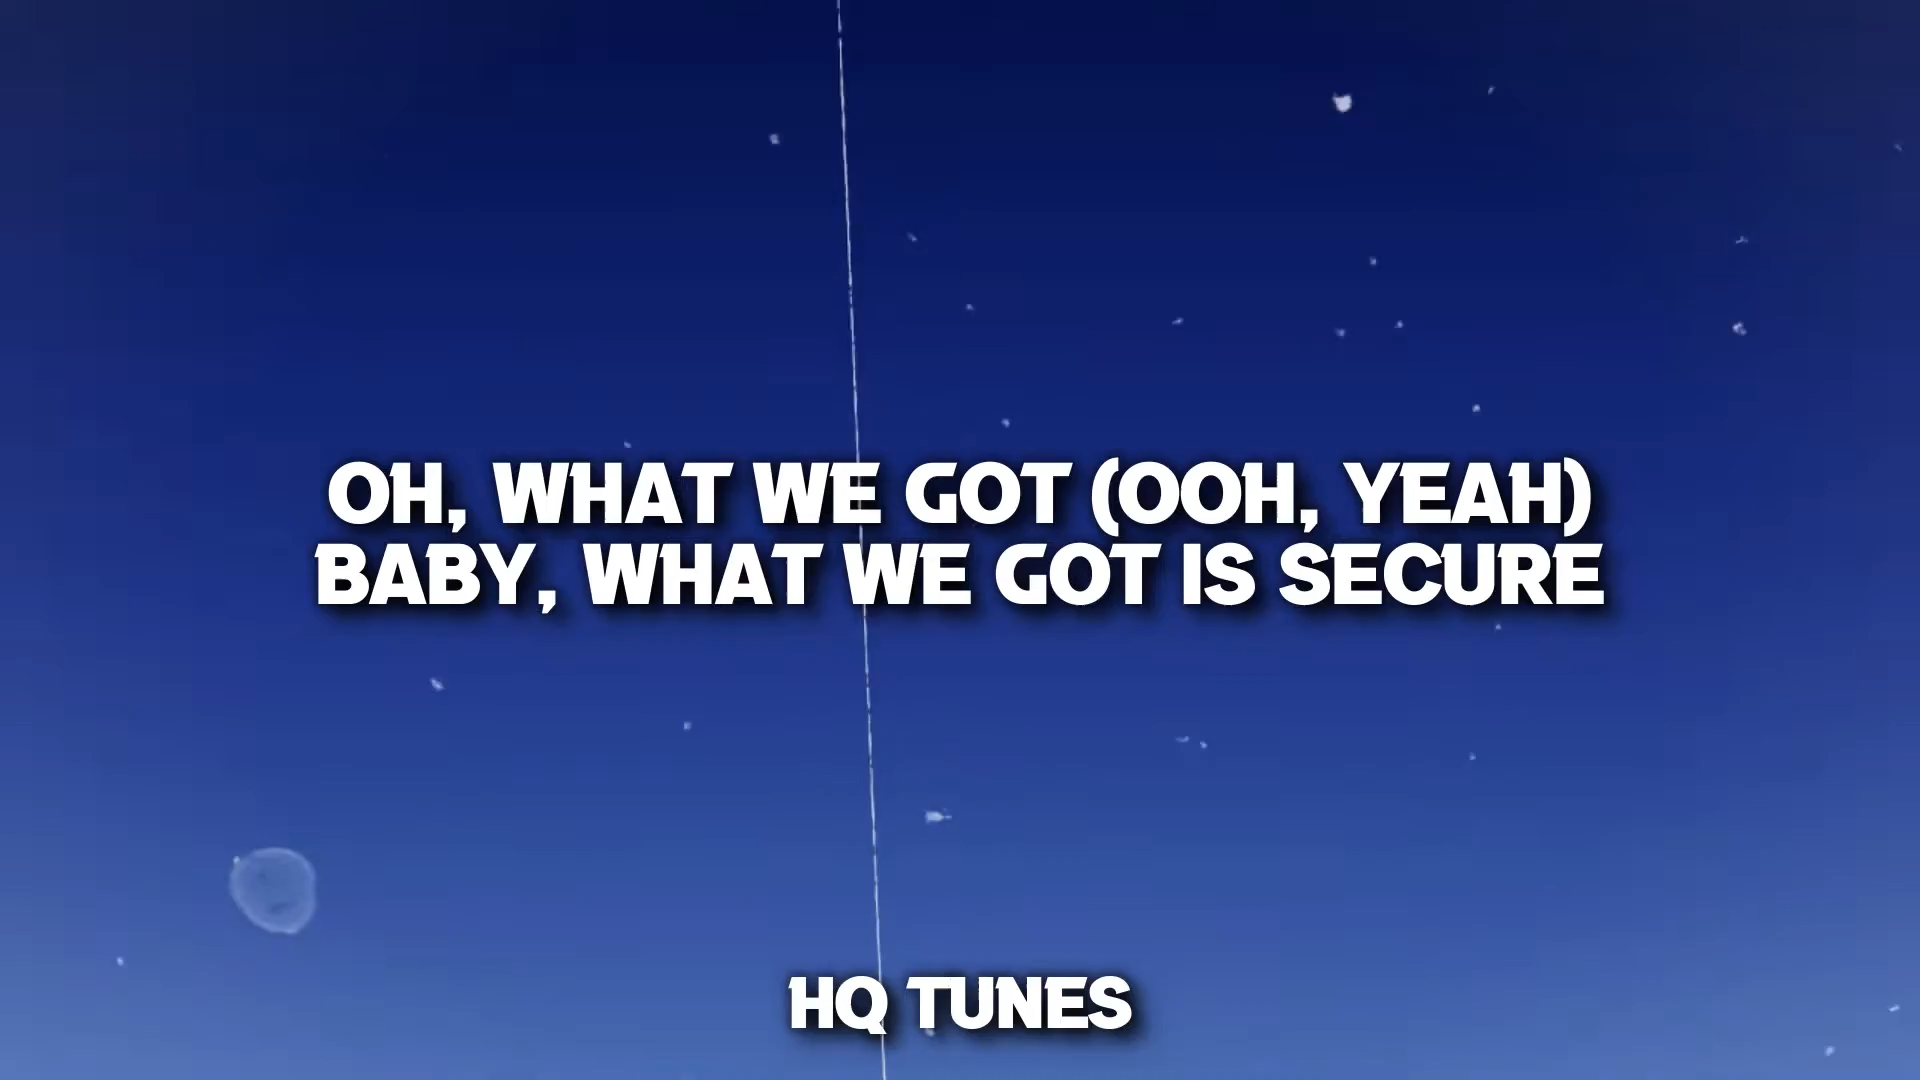 OH, WHAT WE GOT (OOH, YEAH)
BABY, WHAT WE GOT IS SECURE
HQ TUNES